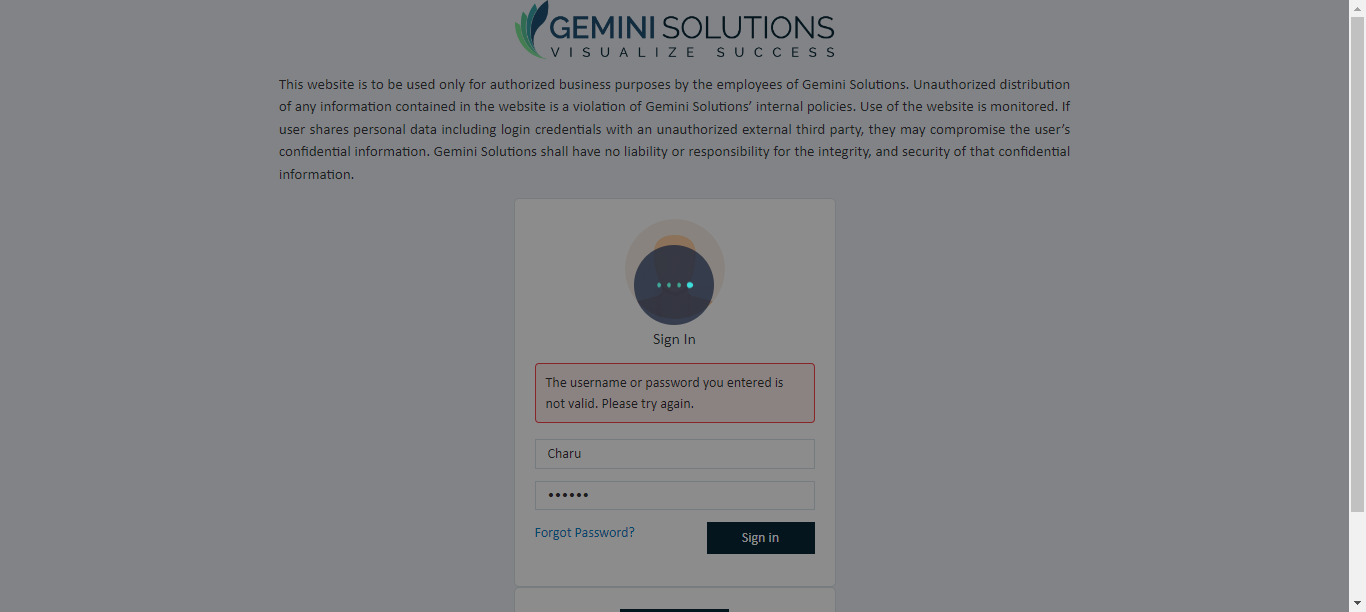 GEMINI SOLUTIONS
VISUALIZE SUCCESS
This website is to be used only for authorized business purposes by the employees of Gemini Solutions. Unauthorized distribution
of any information contained in the website is a violation of Gemini Solutions’ internal policies. Use of the website is monitored. If
user shares personal data including login credentials with an unauthorized external third party, they may compromise the user’s
confidential information. Gemini Solutions shall have no liability or responsibility for the integrity, and security of that confidential
information.
Sign In
The username or password you entered is
not valid. Please try again.
Charu
••••••
Forgot Password?
Sign in